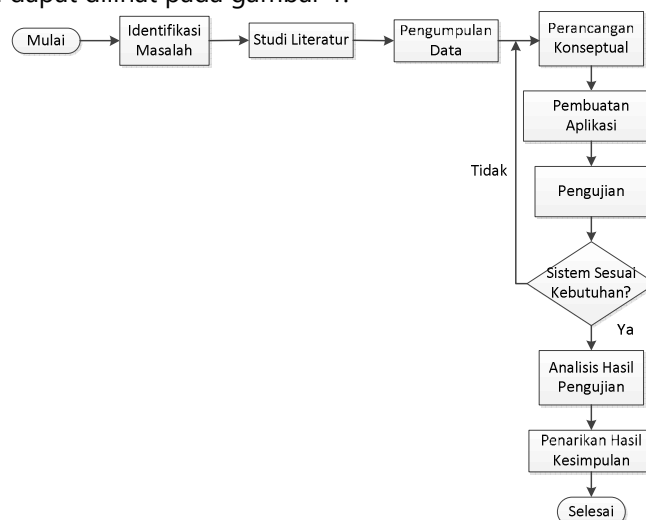 dapat dilihat pada gambar 1.
Mulai
Identifikasi
Masalah
Studi Literatur
Pengumpulan
Data
Perancangan
Konseptual
Pembuatan
Aplikasi
Pengujian
Tidak
Sistem Sesuai
Kebutuhan?
Ya
Analisis Hasil
Pengujian
Penarikan Hasil
Kesimpulan
Selesai